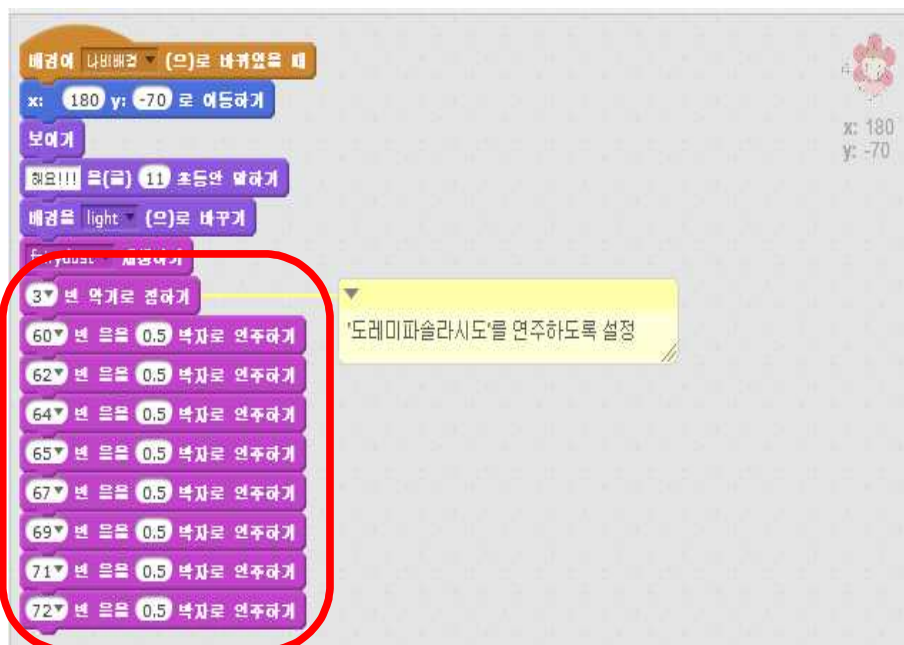 배경이 나비배경 (으)로 바뀌었을 때
x: 180 y: -70 로 이동하기
x: 180
y: -70
보이기
해요!!! 을(를) 11 초동안 말하기
배경을 light (으)로 바꾸기
재생하기
3 번 악기로 정하기
'도레미파솔라시도'를 연주하도록 설정
60 번 음을 0.5 박자로 연주하기
62 번 음을 0.5 박자로 연주하기
64 번 음을 0.5 박자로 연주하기
65 번 음을 0.5 박자로 연주하기
67 번 음을 0.5 박자로 연주하기
69 번 음을 0.5 박자로 연주하기
71 번 음을 0.5 박자로 연주하기
72 번 음을 0.5 박자로 연주하기